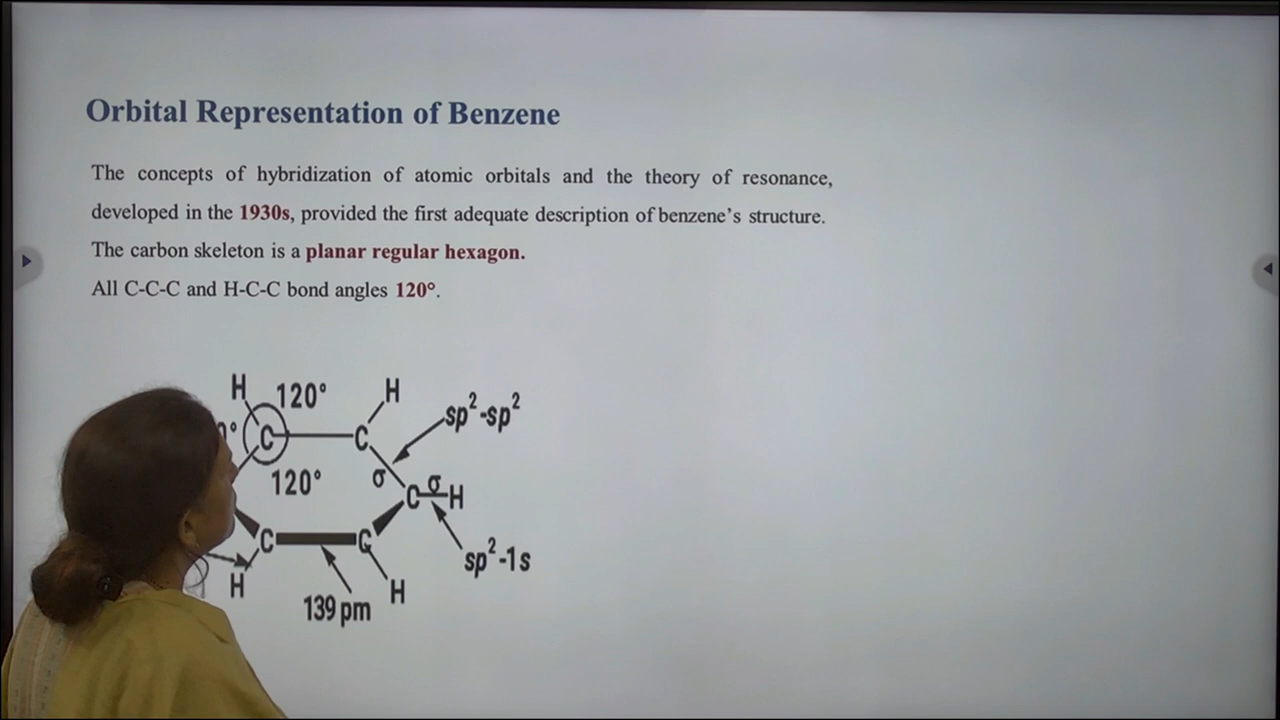 Orbital Representation of Benzene
The concepts of hybridization of atomic orbitals and the theory of resonance,
developed in the 1930s, provided the first adequate description of benzene's structure.
The carbon skeleton is a planar regular hexagon.
All C-C-C and H-C-C bond angles 120°.
H 120° H sp²-sp²
C C
120° σ C σ H
C C
sp²-1s
H 139 pm H